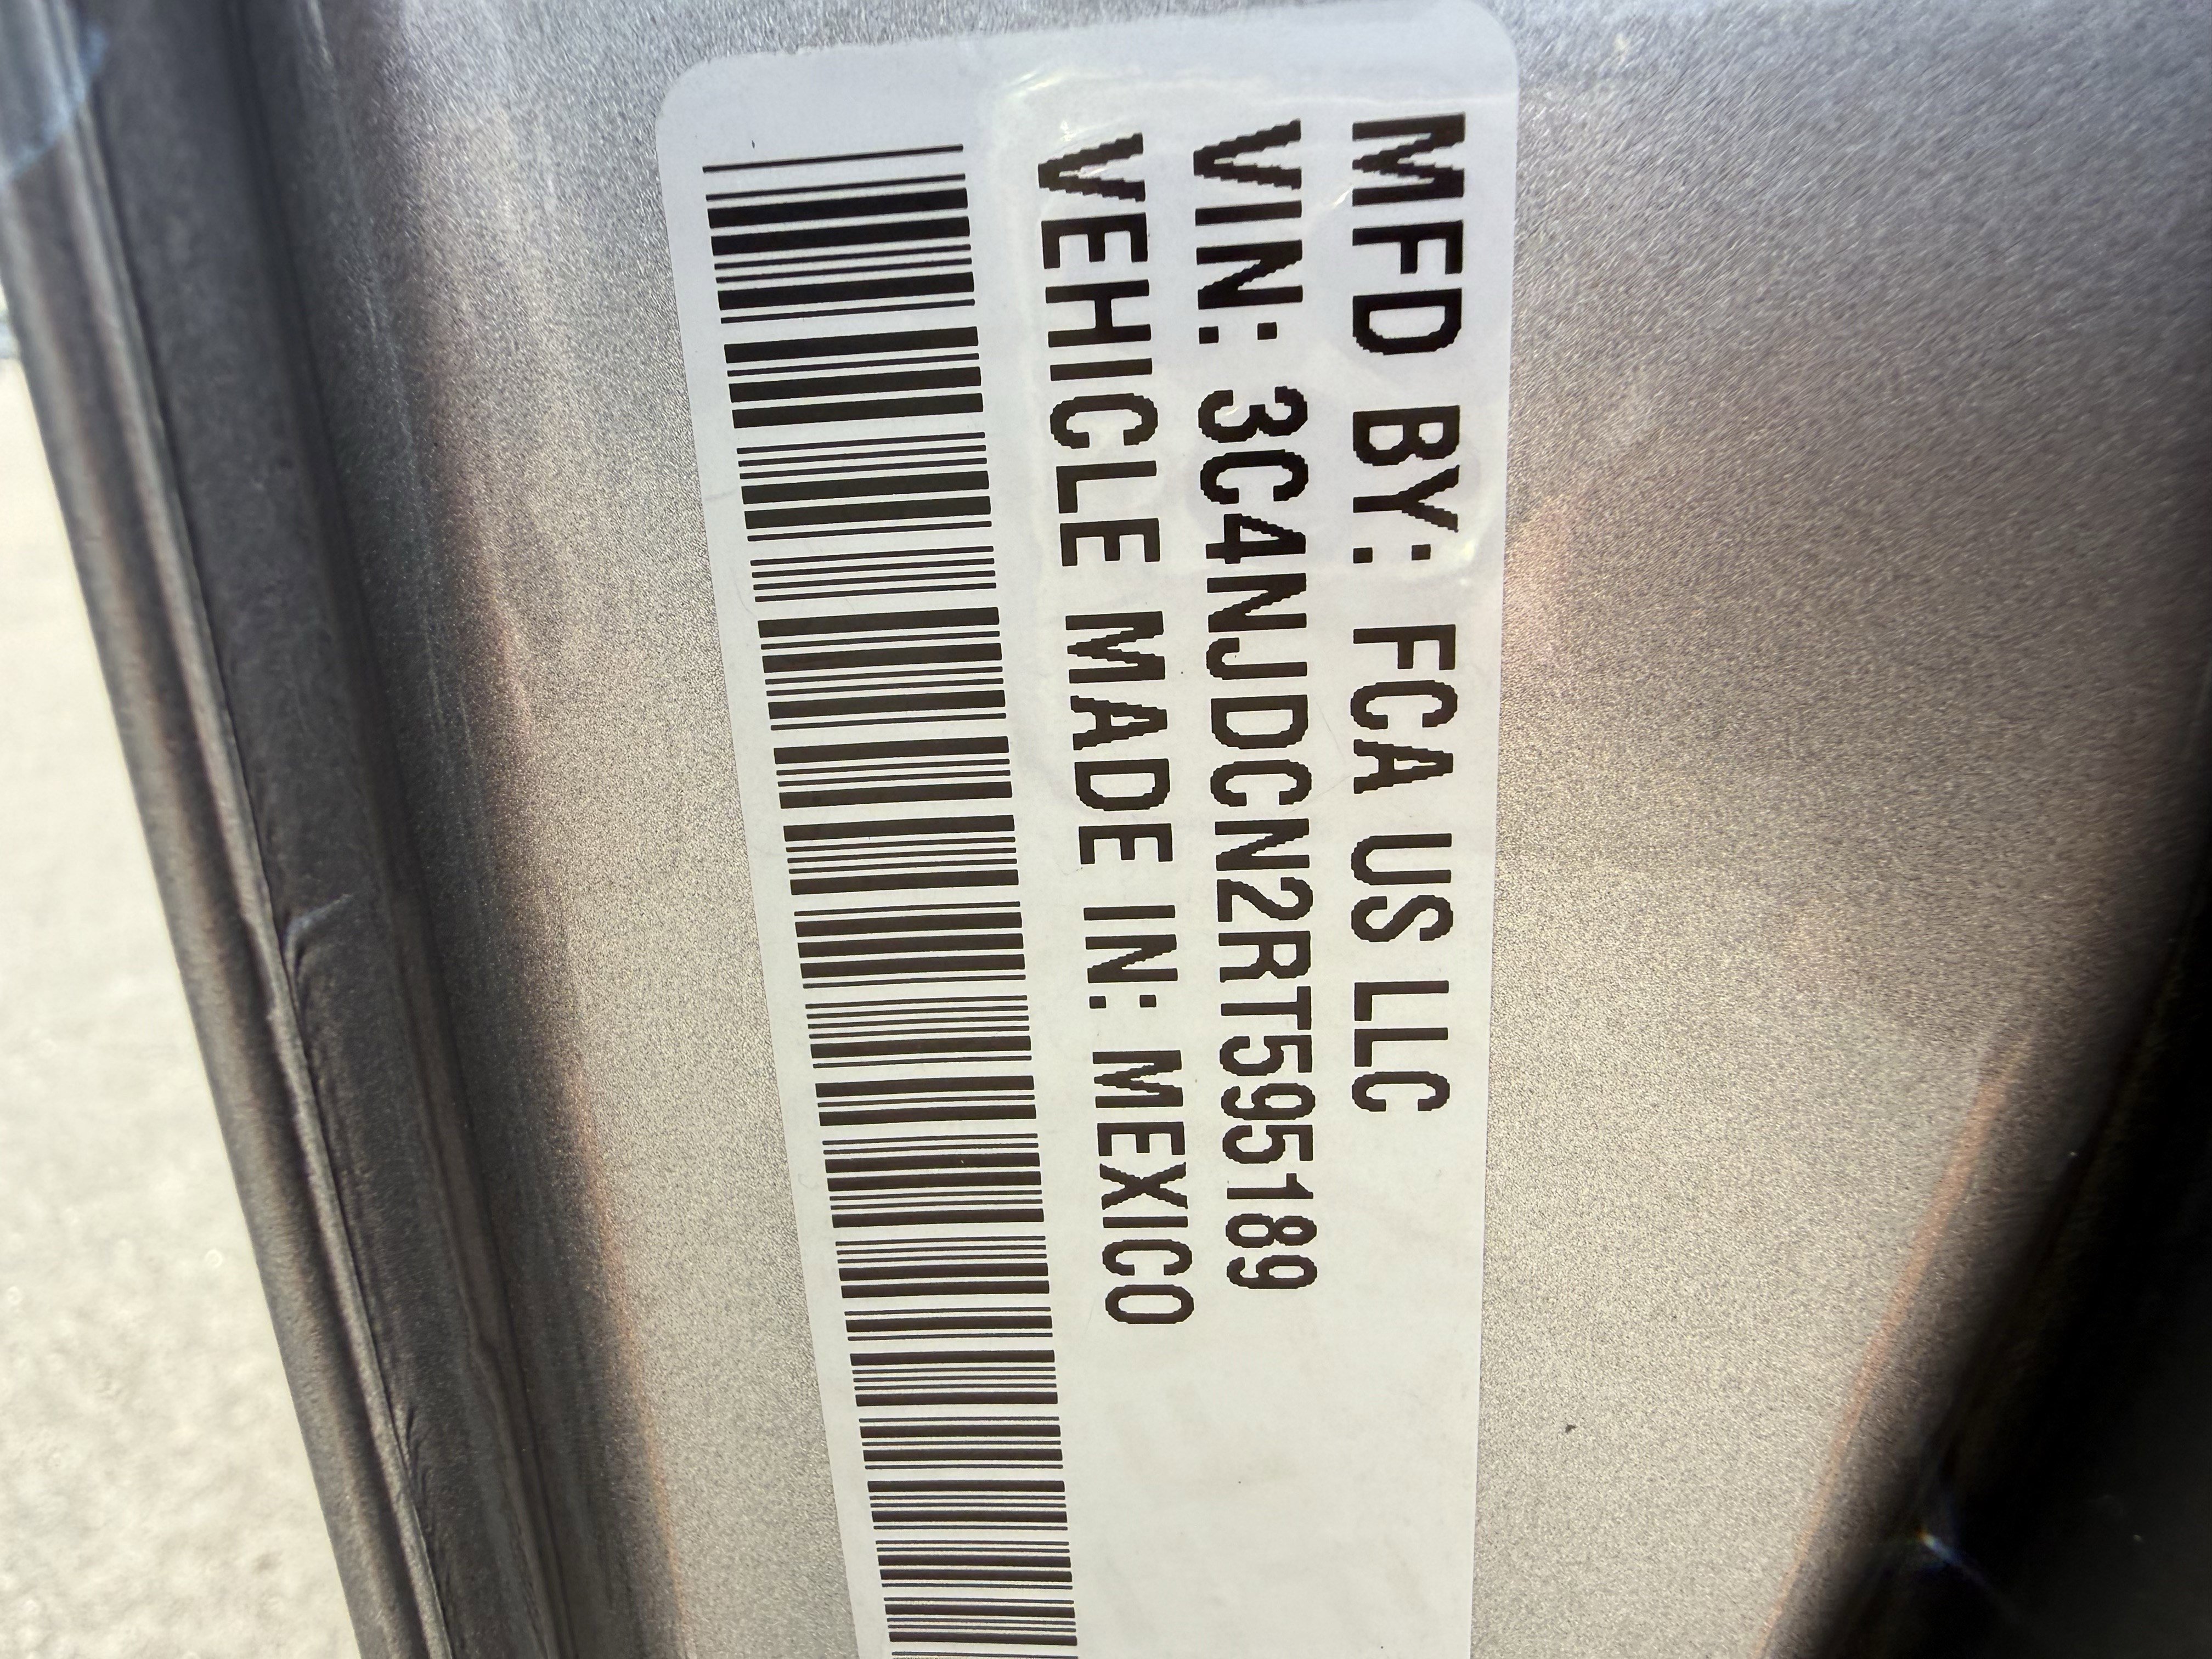 MFD BY: FCA US LLC
VIN: 3C4NJDCN2RT595189
VEHICLE MADE IN: MEXICO